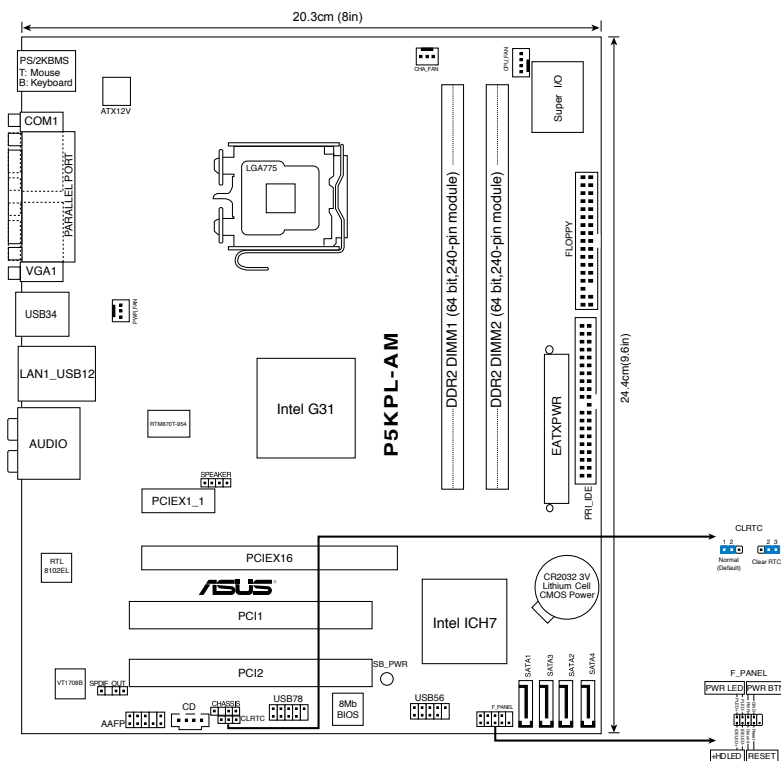 20.3cm (8in)
PS/2KBMS
T: Mouse
B: Keyboard
CHA_FAN
CPU_FAN
Super I/O
ATX12V
COM1
PARALLEL PORT
LGA775
VGA1
DDR2 DIMM1 (64 bit,240-pin module)
DDR2 DIMM2 (64 bit,240-pin module)
FLOPPY
24.4cm(9.6in)
USB34
PWR_FAN
LAN1_USB12
Intel G31
P5KPL-AM
EATXPWR
PRI_IDE
RTM870T-954
AUDIO
SPEAKER
PCIEX1_1
CLRTC
1 2
2 3
Normal
(Default)
Clear RTC
RTL
8102EL
PCIEX16
ASUS
CR2032 3V
Lithium Cell
CMOS Power
PCI1
Intel ICH7
PCI2
SB_PWR
SATA1
SATA3
SATA2
SATA4
VT1708B
SPDIF_OUT
F_PANEL
PWR LED
PWR BTN
CD
CHASSIS
CLRTC
USB78
8Mb
BIOS
USB56
F_PANEL
AAFP
+HDLED
RESET